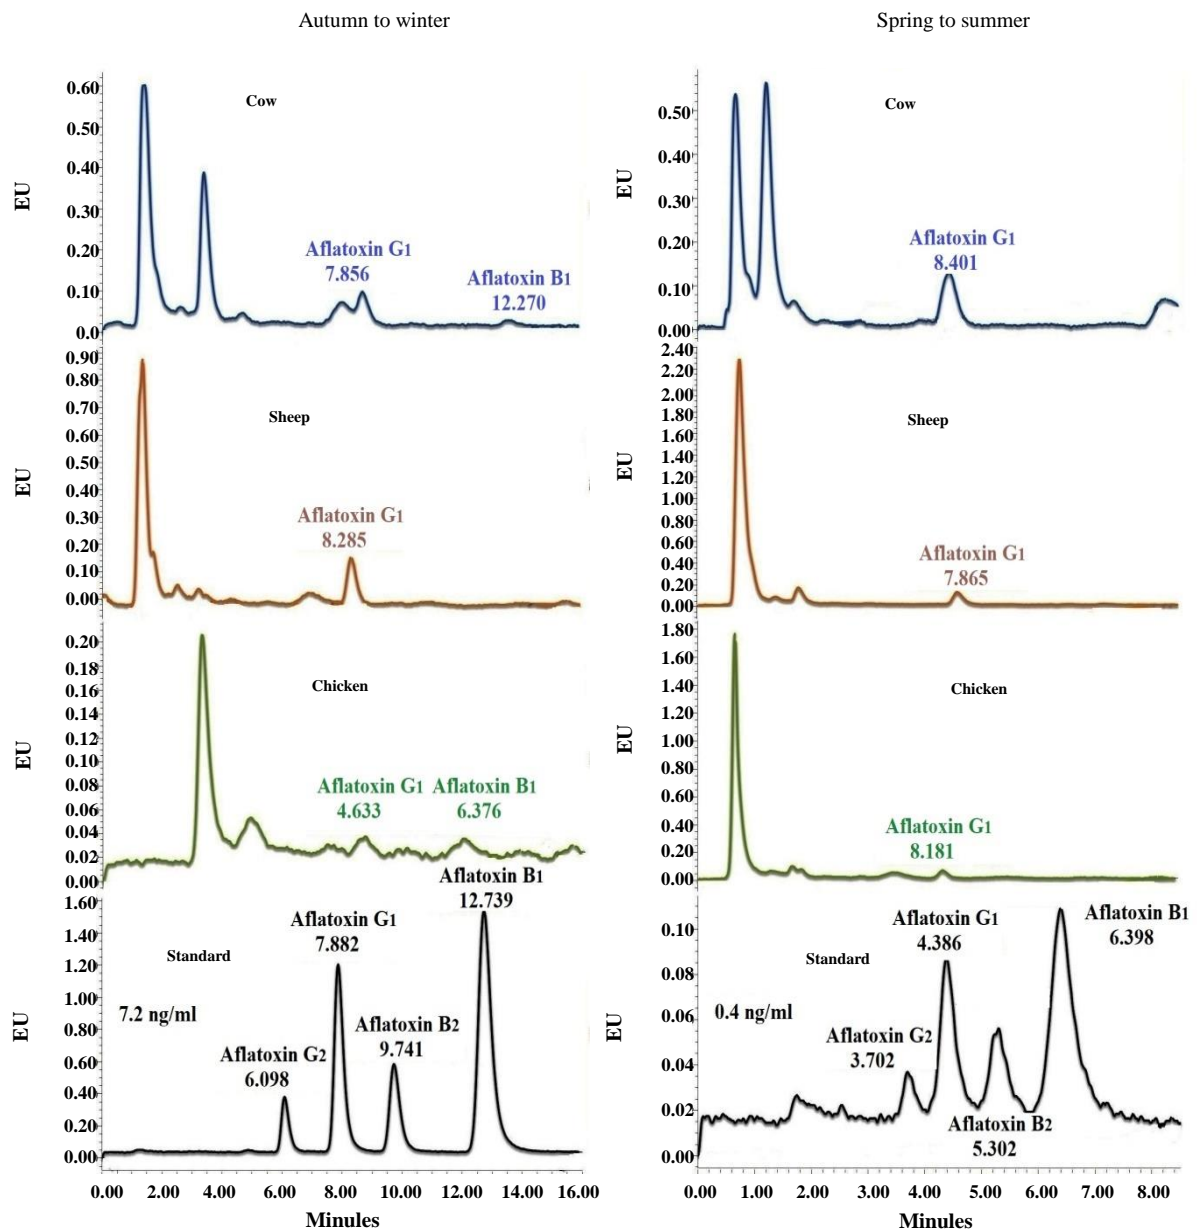 Autumn to winter
Spring to summer
0.60
0.50
0.40
0.30
0.20
0.10
0.0
EU
Cow
Aflatoxin G1
7.856
Aflatoxin B1
12.270
0.90
0.80
0.70
0.60
0.50
0.40
0.30
0.20
0.10
0.00
EU
Sheep
Aflatoxin G1
8.285
0.20
0.18
0.16
0.14
0.12
0.10
0.08
0.06
0.04
0.02
0.00
EU
Chicken
Aflatoxin G1
4.633
Aflatoxin B1
6.376
1.60
1.40
1.20
1.00
0.80
0.60
0.40
0.20
0.00
EU
Standard
7.2 ng/ml
Aflatoxin G2
6.098
Aflatoxin G1
7.882
Aflatoxin B2
9.741
Aflatoxin B1
12.739
0.00 2.00 4.00 6.00 8.00 10.00 12.00 14.00 16.00
Minules
0.50
0.40
0.30
0.20
0.10
0.00
EU
Cow
Aflatoxin G1
8.401
2.40
2.20
2.00
1.80
1.60
1.40
1.20
1.00
0.80
0.60
0.40
0.20
0.00
EU
Sheep
Aflatoxin G1
7.865
1.80
1.60
1.40
1.20
1.00
0.80
0.60
0.40
0.20
0.00
EU
Chicken
Aflatoxin G1
8.181
0.10
0.08
0.06
0.04
0.02
0.00
EU
Standard
0.4 ng/ml
Aflatoxin G2
3.702
Aflatoxin G1
4.386
Aflatoxin B2
5.302
Aflatoxin B1
6.398
0.00 1.00 2.00 3.00 4.00 5.00 6.00 7.00 8.00
Minules